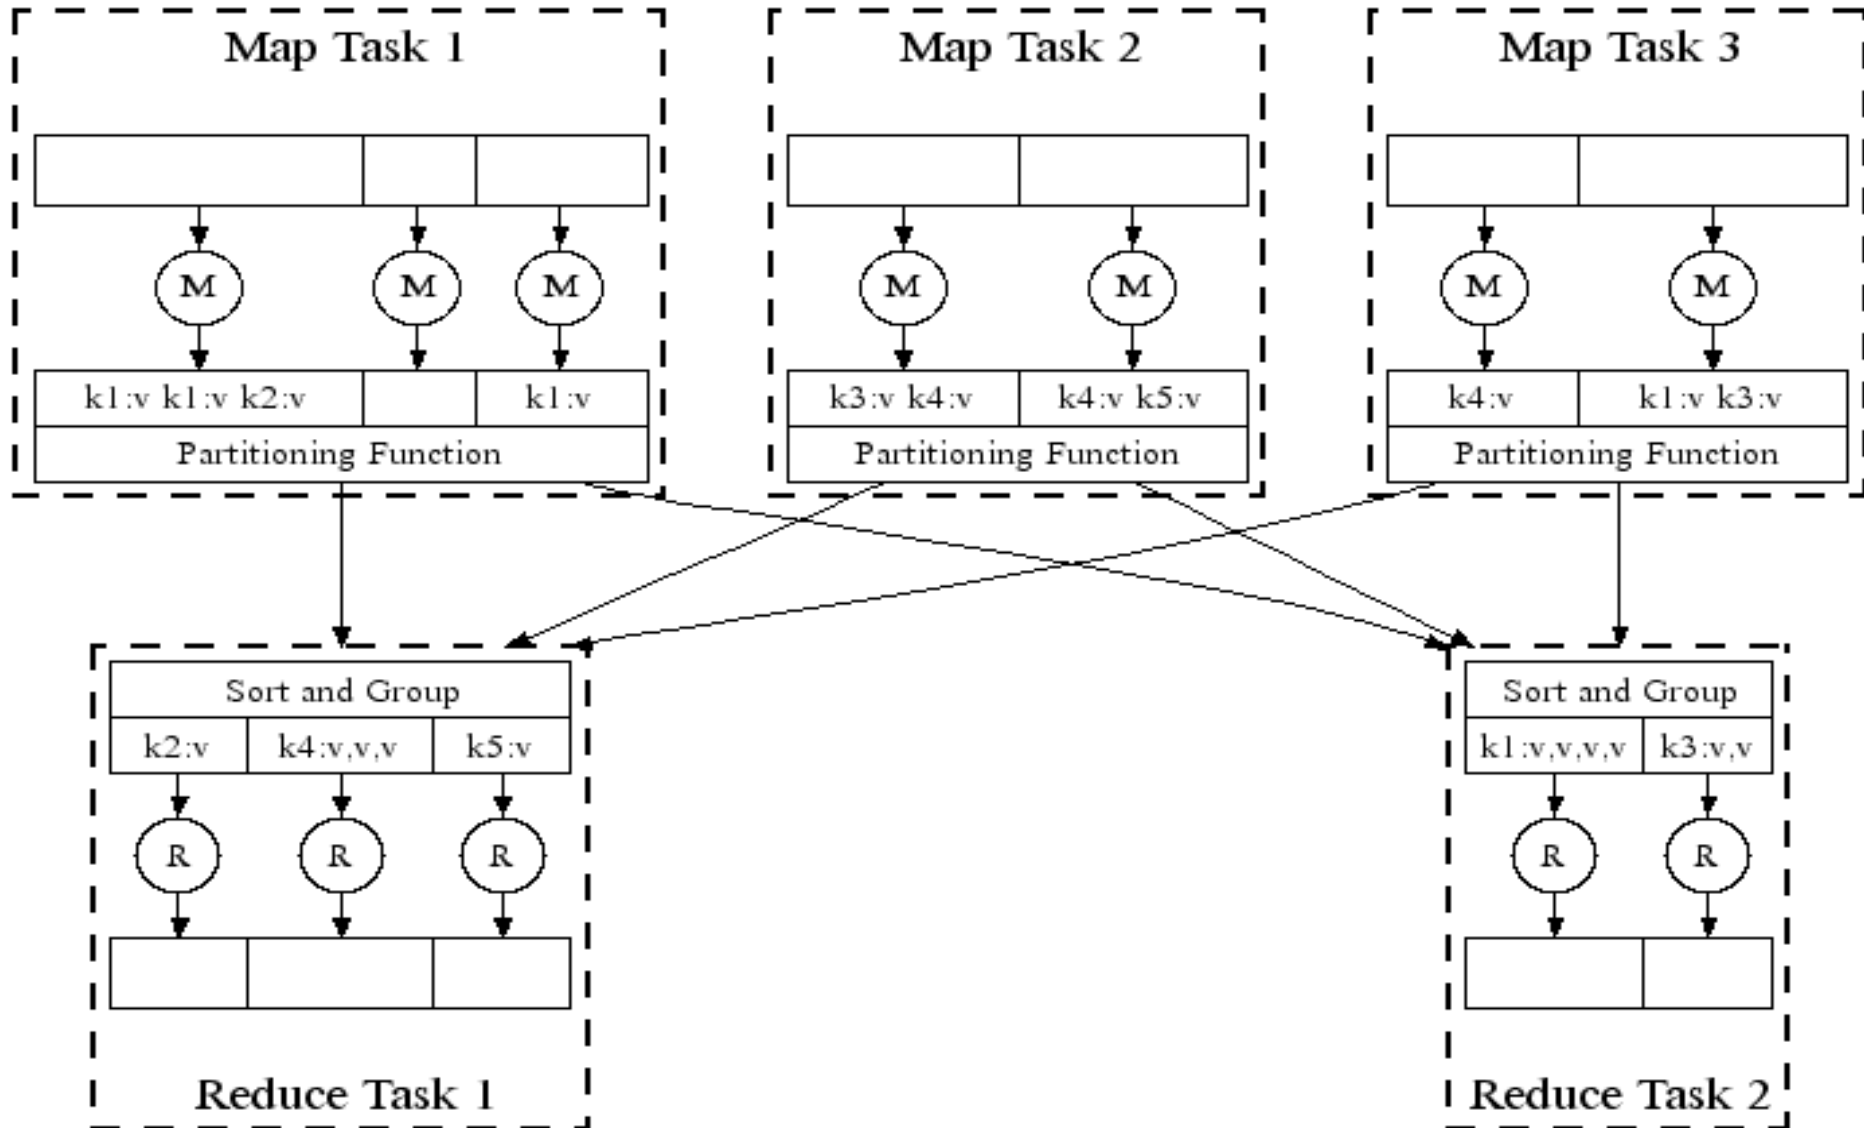 Map Task 1 Map Task 2 Map Task 3
M M M M M M M
k1:v k1:v k2:v k1:v k3:v k4:v k4:v k5:v k4:v k1:v k3:v
Partitioning Function Partitioning Function Partitioning Function
Sort and Group Sort and Group
k2:v k4:v,v,v k5:v k1:v,v,v,v k3:v,v
R R R R R
Reduce Task 1 Reduce Task 2